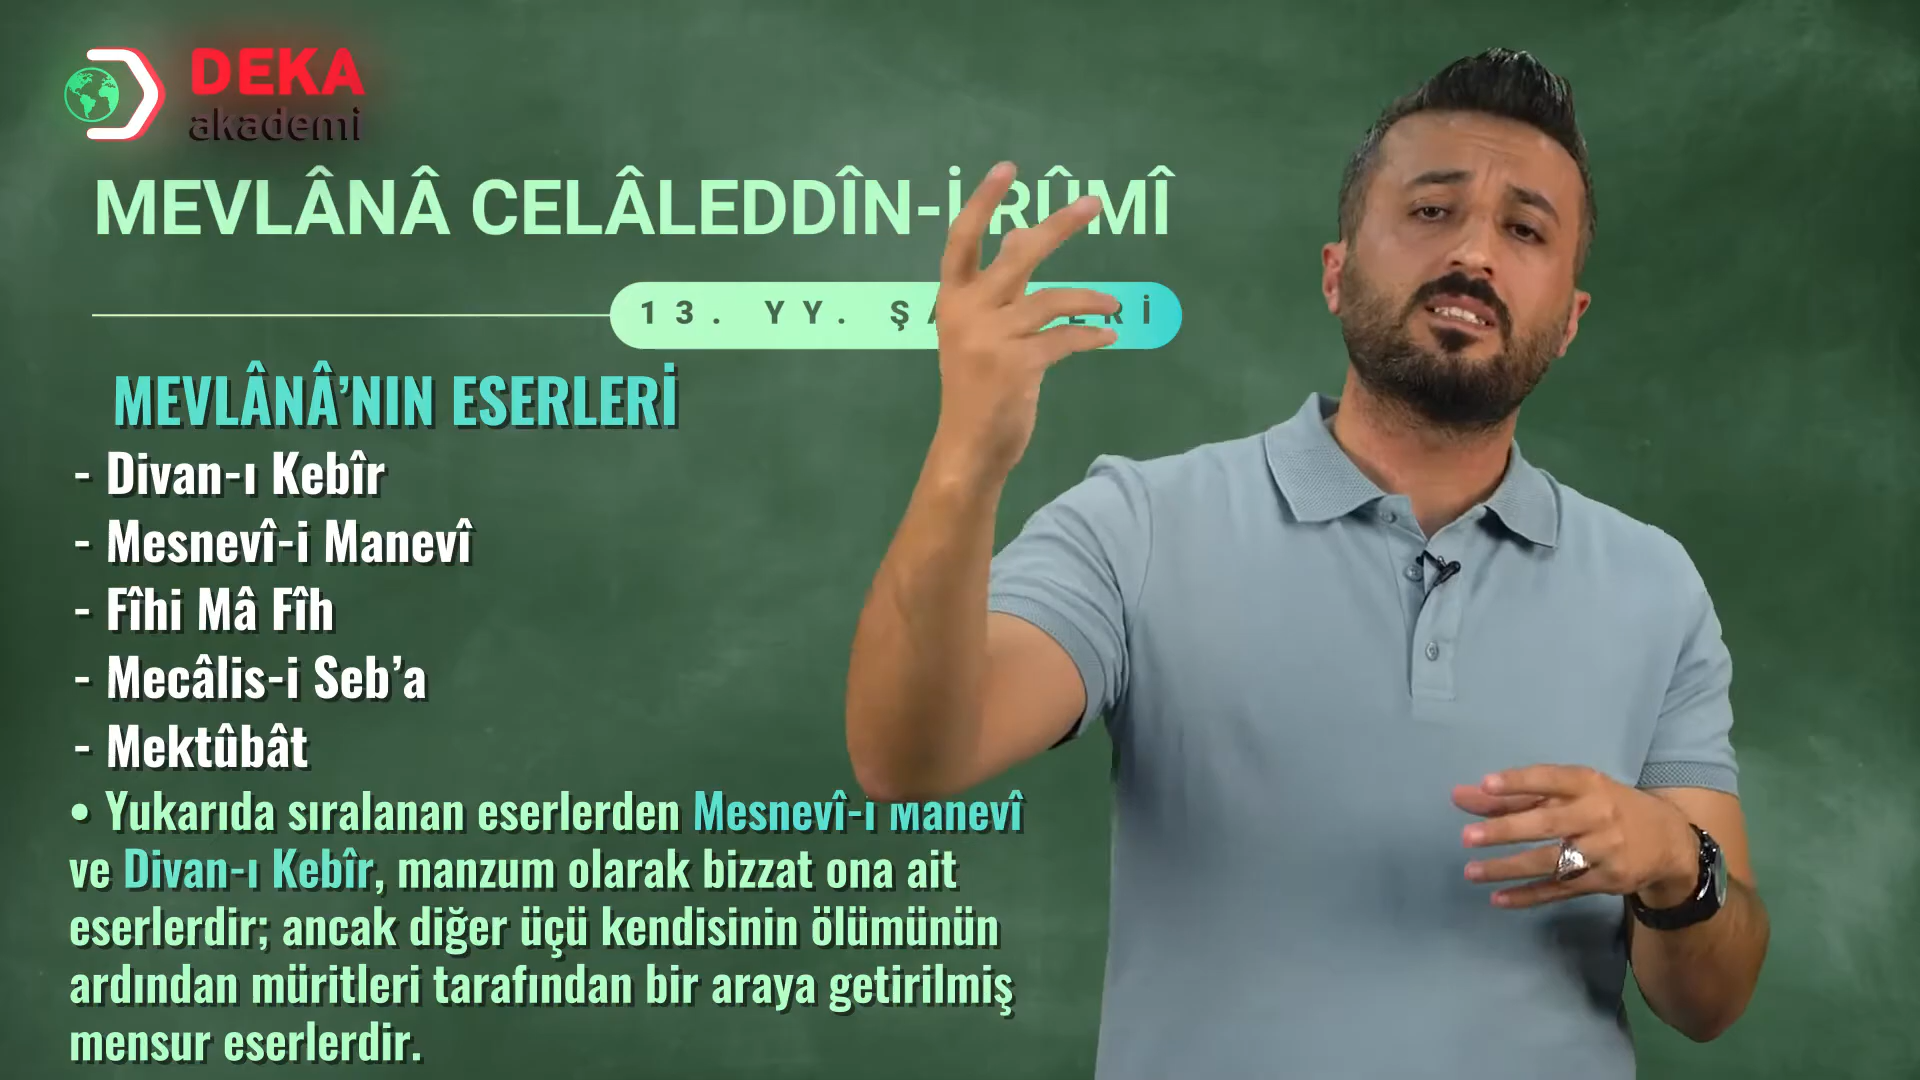 DEKA
akademi
MEVLÂNÂ CELÂLEDDÎN-İ RÛMÎ
13. YY.
MEVLÂNÂ’NIN ESERLERİ
- Divan-ı Kebîr
- Mesnevî-i Manevî
- Fîhi Mâ Fîh
- Mecâlis-i Seb’a
- Mektûbât
• Yukarıda sıralanan eserlerden Mesnevî-i Manevî
ve Divan-ı Kebîr, manzum olarak bizzat ona ait
eserlerdir; ancak diğer üçü kendisinin ölümünün
ardından müritleri tarafından bir araya getirilmiş
mensur eserlerdir.